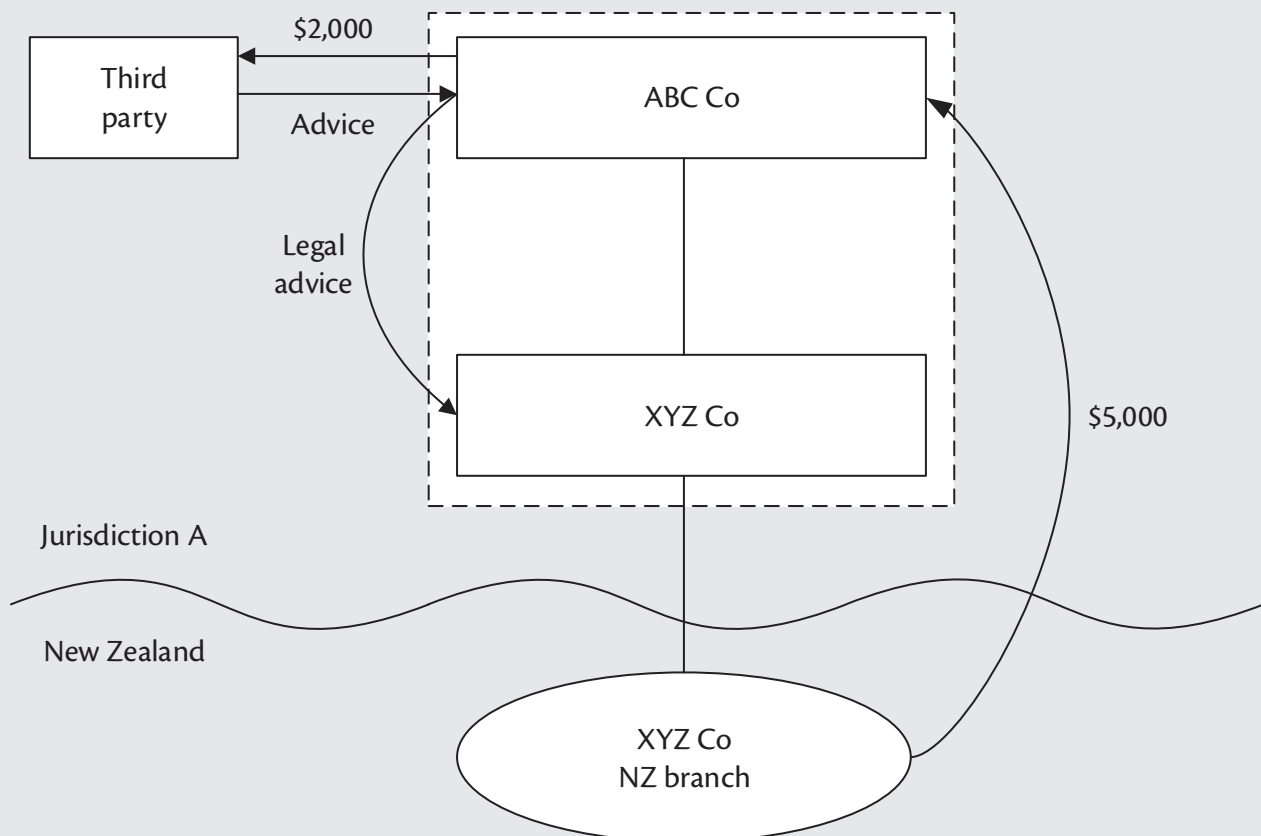 $2,000
Third
party
ABC Co
Advice
Legal
advice
XYZ Co
$5,000
Jurisdiction A
New Zealand
XYZ Co
NZ branch